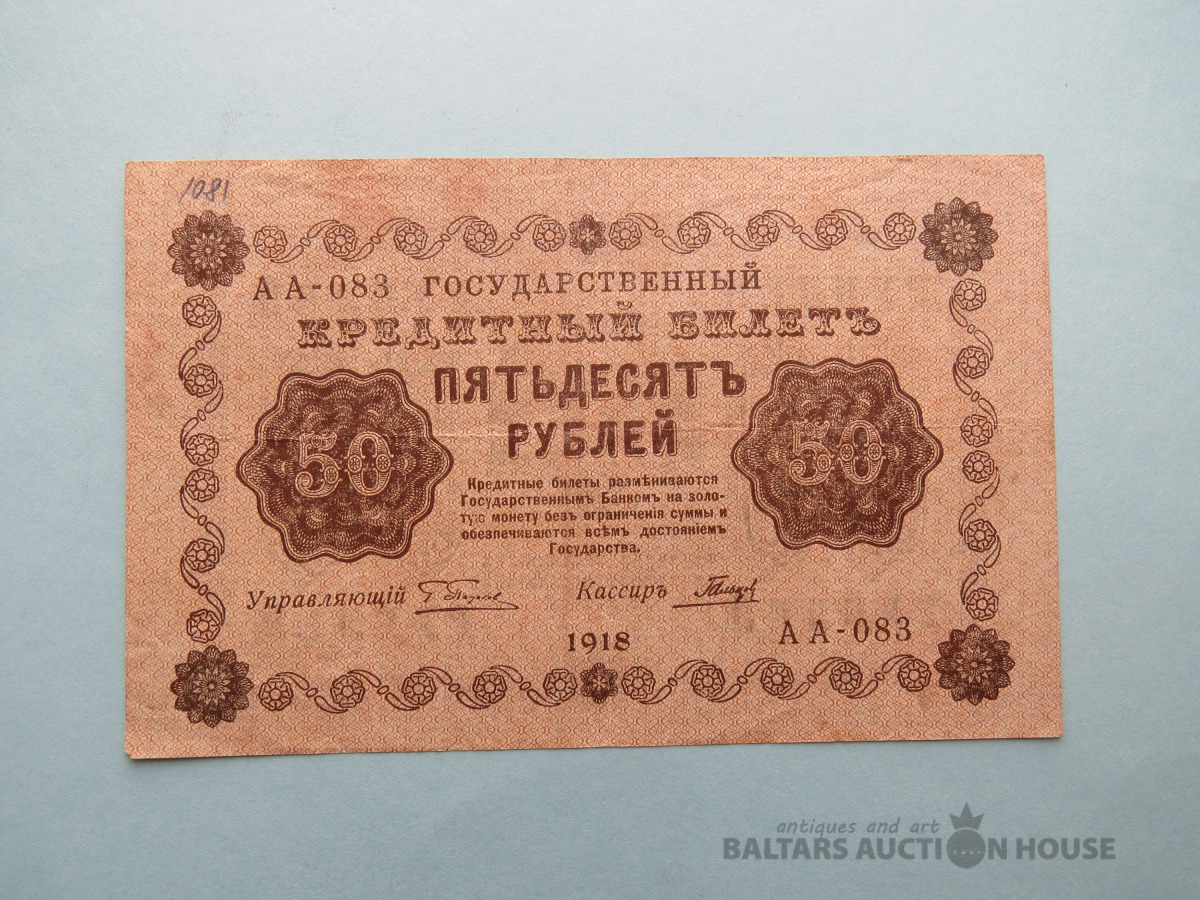 1081
АА-083 ГОСУДАРСТВЕННЫЙ
КРЕДИТНЫЙ БИЛЕТЪ
ПЯТЬДЕСЯТЪ
РУБЛЕЙ
50 50
Кредитные билеты размѣниваются
Государственнымъ Банкомъ на золо-
тую монету безъ ограниченія суммы и
обезпечиваются всѣмъ достояніемъ
Государства.
Управляющій Кассиръ
1918 АА-083
antiques and art
BALTARS AUCTION HOUSE